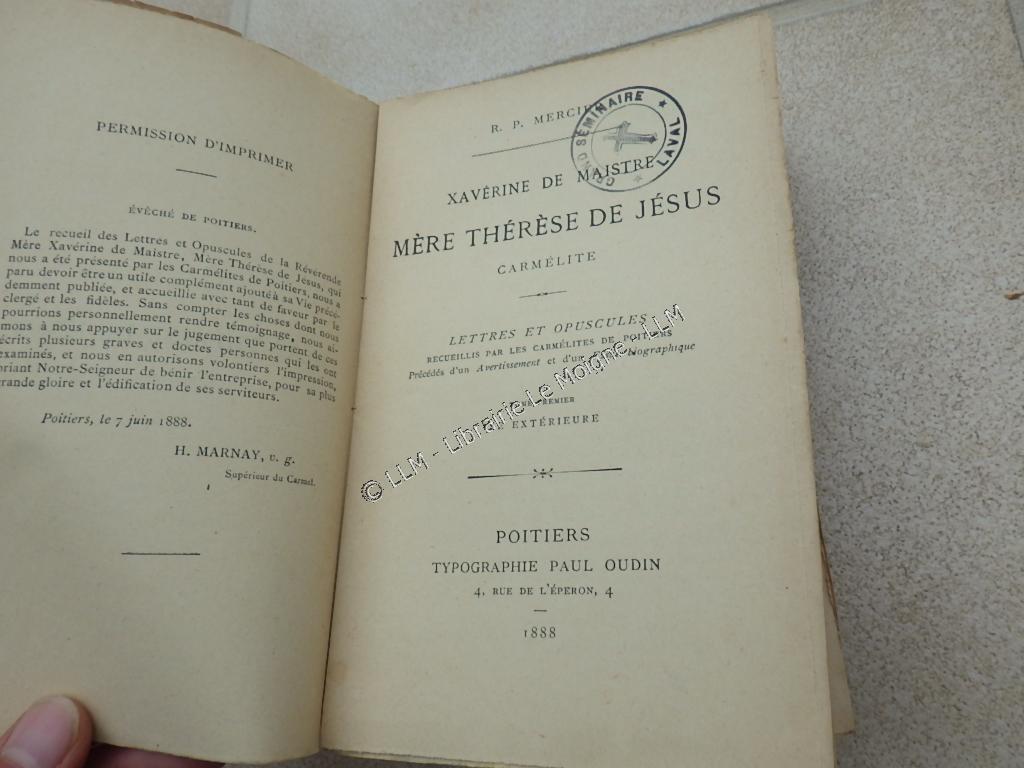 PERMISSION D'IMPRIMER
ÉVÊCHÉ DE POITIERS.
Le recueil des Lettres et Opuscules de la Révérende
Mère Xavérine de Maistre, Mère Thérèse de Jésus, qui
nous a été présenté par les Carmélites de Poitiers, nous a
paru devoir être un utile complément ajouté à sa Vie précé-
demment publiée, et accueillie avec tant de faveur par le
clergé et les fidèles. Sans compter les choses dont nous
pourrions personnellement rendre témoignage, nous ai-
mons à nous appuyer sur le jugement que portent de ces
écrits plusieurs graves et doctes personnes qui les ont
examinés, et nous en autorisons volontiers l'impression,
priant Notre-Seigneur de bénir l'entreprise, pour sa plus
grande gloire et l'édification de ses serviteurs.
Poitiers, le 7 juin 1888.
H. MARNAY, v. g.
Supérieur du Carmel.
R. P. MERCIE
GRAND SÉMINAIRE ★ LAVAL ★
XAVÉRINE DE MAISTRE
MÈRE THÉRÈSE DE JÉSUS
CARMÉLITE
LETTRES ET OPUSCULES
RECUEILLIS PAR LES CARMÉLITES DE POITIERS
Précédés d'un Avertissement et d'un
EXTÉRIEURE
POITIERS
TYPOGRAPHIE PAUL OUDIN
4, RUE DE L'ÉPERON, 4
1888
© LLM - Librairie Le Moigne - LLM